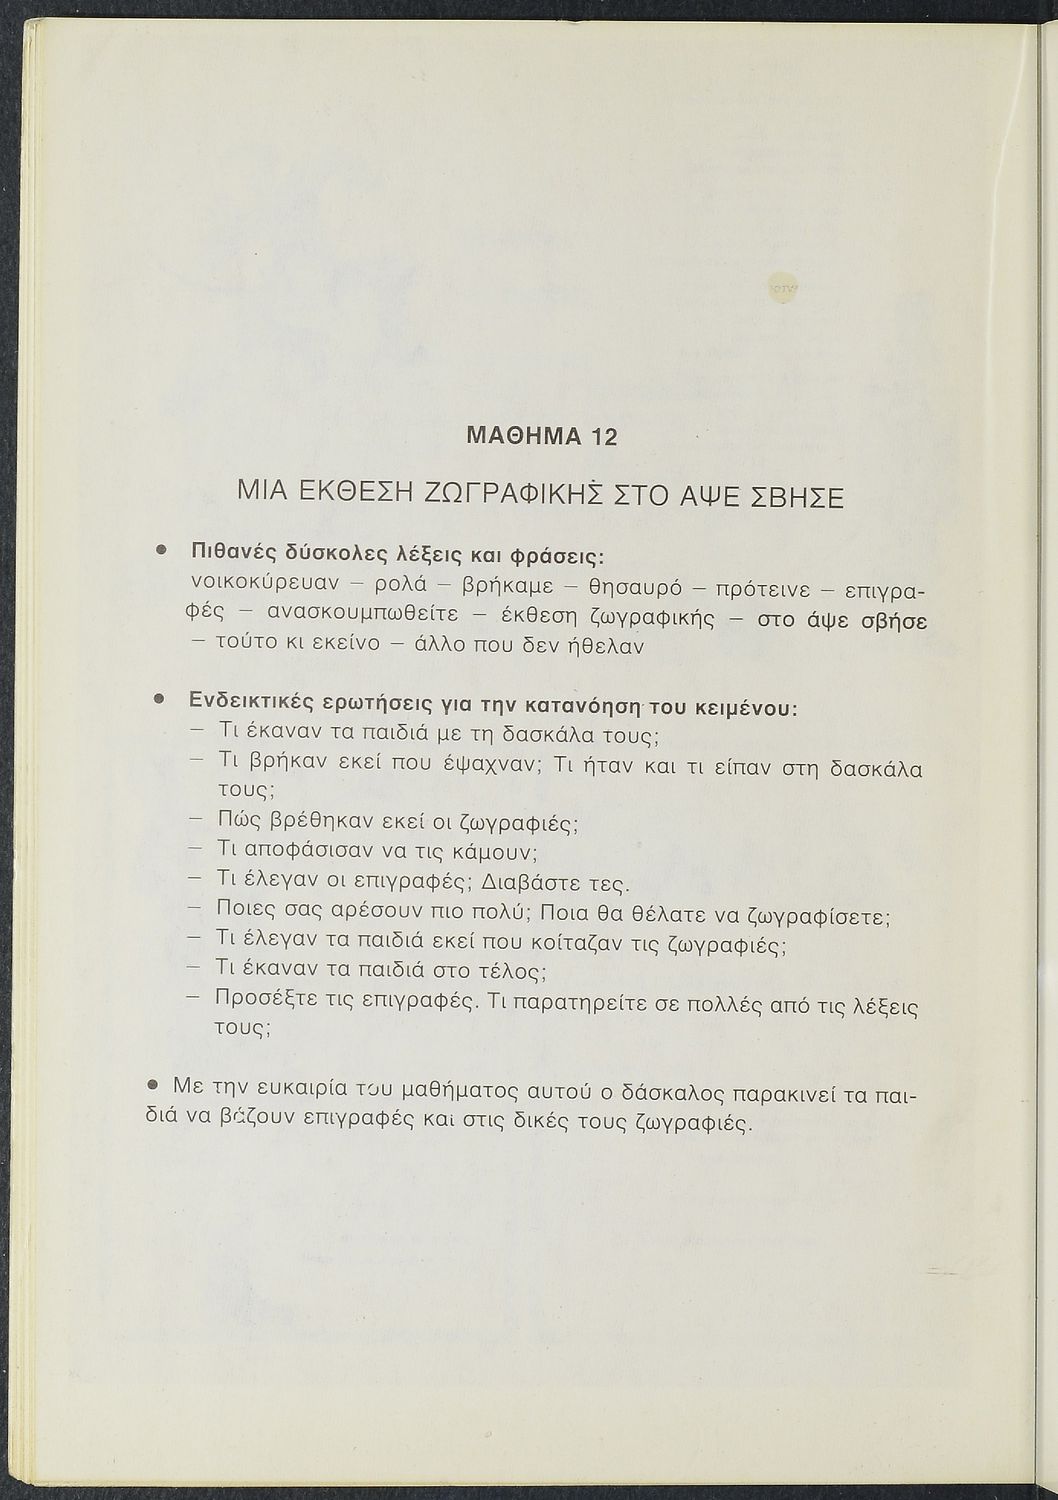 ΜΑΘΗΜΑ 12
ΜΙΑ ΕΚΘΕΣΗ ΖΩΓΡΑΦΙΚΗΣ ΣΤΟ ΑΨΕ ΣΒΗΣΕ
• Πιθανές δύσκολες λέξεις και φράσεις:
νοικοκύρευαν – ρολά – βρήκαμε – θησαυρό – πρότεινε – επιγρα-
φές – ανασκουμπωθείτε – έκθεση ζωγραφικής – στο άψε σβήσε
– τούτο κι εκείνο – άλλο που δεν ήθελαν
• Ενδεικτικές ερωτήσεις για την κατανόηση του κειμένου:
– Τι έκαναν τα παιδιά με τη δασκάλα τους;
– Τι βρήκαν εκεί που έψαχναν; Τι ήταν και τι είπαν στη δασκάλα
τους;
– Πώς βρέθηκαν εκεί οι ζωγραφιές;
– Τι αποφάσισαν να τις κάμουν;
– Τι έλεγαν οι επιγραφές; Διαβάστε τες.
– Ποιες σας αρέσουν πιο πολύ; Ποια θα θέλατε να ζωγραφίσετε;
– Τι έλεγαν τα παιδιά εκεί που κοίταζαν τις ζωγραφιές;
– Τι έκαναν τα παιδιά στο τέλος;
– Προσέξτε τις επιγραφές. Τι παρατηρείτε σε πολλές από τις λέξεις
τους;
• Με την ευκαιρία του μαθήματος αυτού ο δάσκαλος παρακινεί τα παι-
διά να βάζουν επιγραφές και στις δικές τους ζωγραφιές.